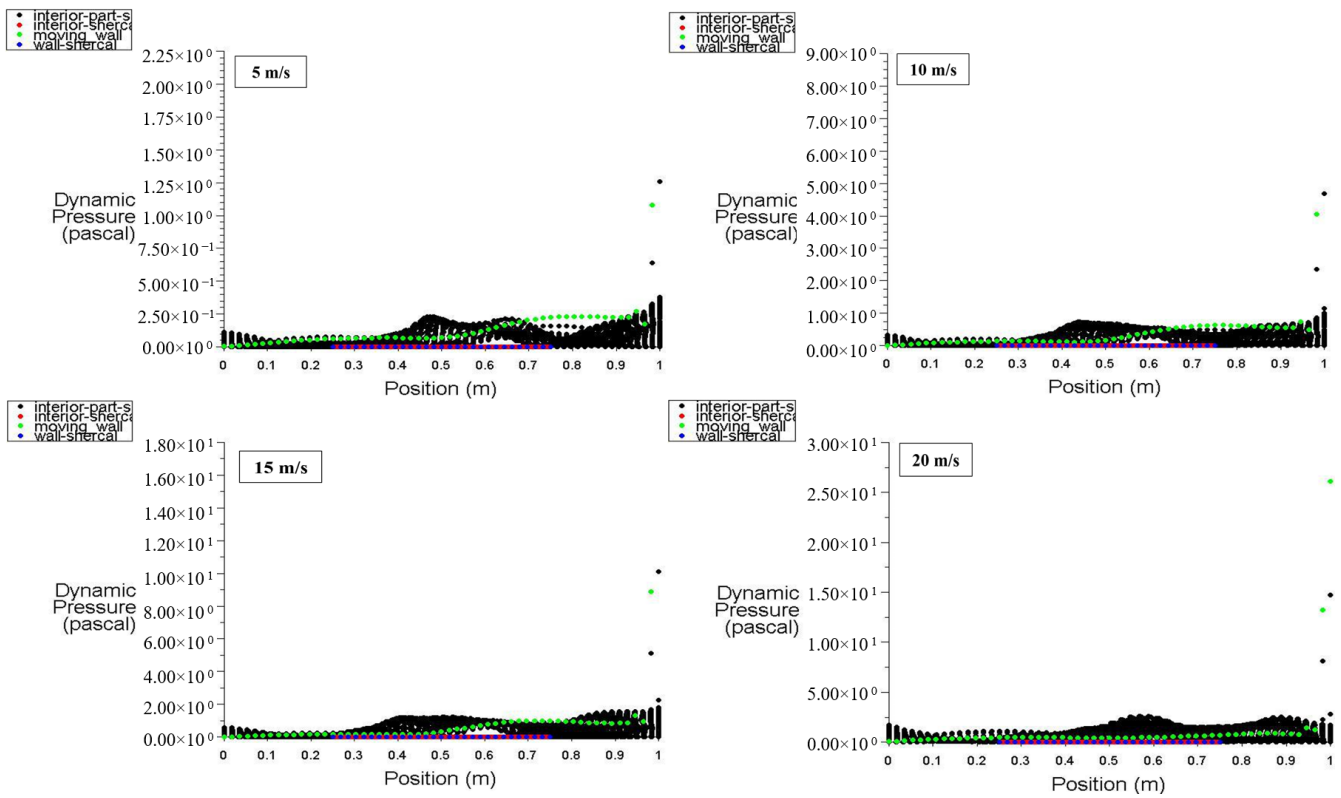 interior-part-s
interior-sherca
moving_wall
wall-shercal
5 m/s
2.25×10⁰
2.00×10⁰
1.75×10⁰
1.50×10⁰
1.25×10⁰
1.00×10⁰
7.50×10⁻¹
5.00×10⁻¹
2.50×10⁻¹
0.00×10⁰
Dynamic
Pressure
(pascal)
0 0.1 0.2 0.3 0.4 0.5 0.6 0.7 0.8 0.9 1
Position (m)
interior-part-s
interior-sherca
moving_wall
wall-shercal
10 m/s
9.00×10⁰
8.00×10⁰
7.00×10⁰
6.00×10⁰
5.00×10⁰
4.00×10⁰
3.00×10⁰
2.00×10⁰
1.00×10⁰
0.00×10⁰
Dynamic
Pressure
(pascal)
0 0.1 0.2 0.3 0.4 0.5 0.6 0.7 0.8 0.9 1
Position (m)
interior-part-s
interior-sherca
moving_wall
wall-shercal
15 m/s
1.80×10¹
1.60×10¹
1.40×10¹
1.20×10¹
1.00×10¹
8.00×10⁰
6.00×10⁰
4.00×10⁰
2.00×10⁰
0.00×10⁰
Dynamic
Pressure
(pascal)
0 0.1 0.2 0.3 0.4 0.5 0.6 0.7 0.8 0.9 1
Position (m)
interior-part-s
interior-sherca
moving_wall
wall-shercal
20 m/s
3.00×10¹
2.50×10¹
2.00×10¹
1.50×10¹
1.00×10¹
5.00×10⁰
0.00×10⁰
Dynamic
Pressure
(pascal)
0 0.1 0.2 0.3 0.4 0.5 0.6 0.7 0.8 0.9 1
Position (m)